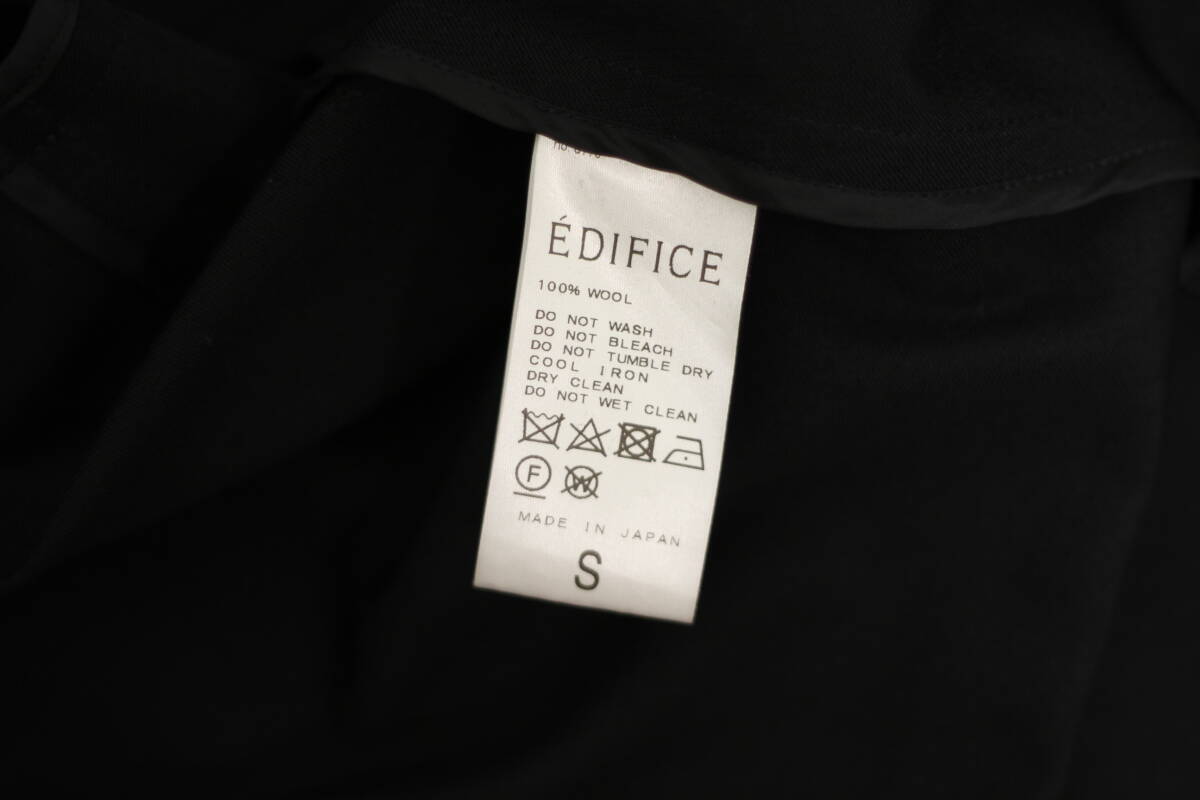 ÉDIFICE
100% WOOL
DO NOT WASH
DO NOT BLEACH
DO NOT TUMBLE DRY
COOL IRON
DRY CLEAN
DO NOT WET CLEAN
F W
MADE IN JAPAN
S